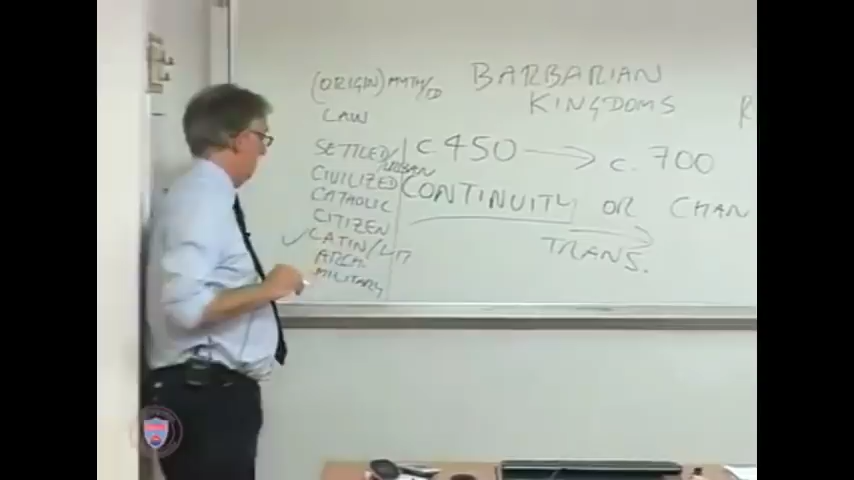 (ORIGIN) MYTH/ED
LAW
SETTLED/URBAN
CIVILIZED
CATHOLIC
CITIZEN
✓ LATIN/LIT
ARCH.
MILITARY
BARBARIAN
KINGDOMS R
c 450 → c. 700
CONTINUITY OR CHAN
TRANS.